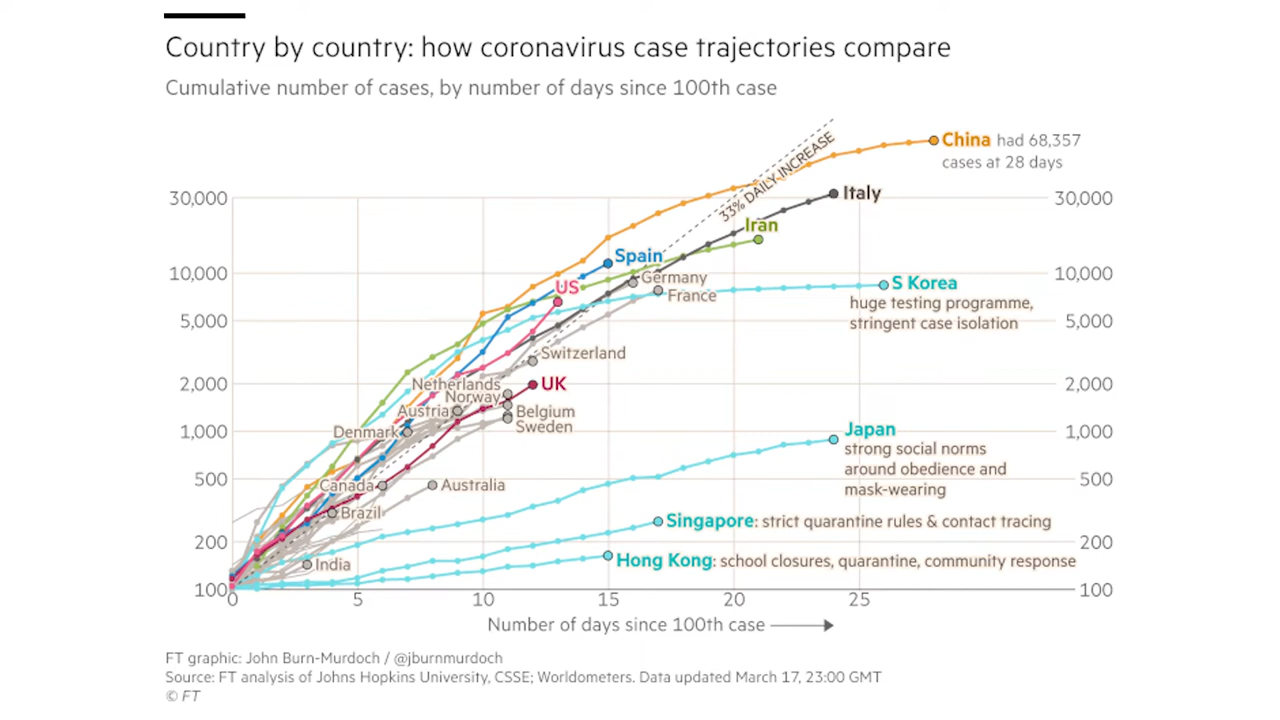 Country by country: how coronavirus case trajectories compare
Cumulative number of cases, by number of days since 100th case
33% DAILY INCREASE
China had 68,357
cases at 28 days
30,000
Italy
30,000
Iran
Spain
10,000
Germany
10,000
US
S Korea
France
huge testing programme,
stringent case isolation
5,000
5,000
Switzerland
2,000
Netherlands
UK
2,000
Norway
Austria
Belgium
Sweden
1,000
Denmark
Japan
1,000
strong social norms
around obedience and
mask-wearing
500
Canada
Australia
500
Brazil
Singapore: strict quarantine rules & contact tracing
200
200
India
Hong Kong: school closures, quarantine, community response
100
100
0 5 10 15 20 25
Number of days since 100th case
FT graphic: John Burn-Murdoch / @jburnmurdoch
Source: FT analysis of Johns Hopkins University, CSSE; Worldometers. Data updated March 17, 23:00 GMT
© FT